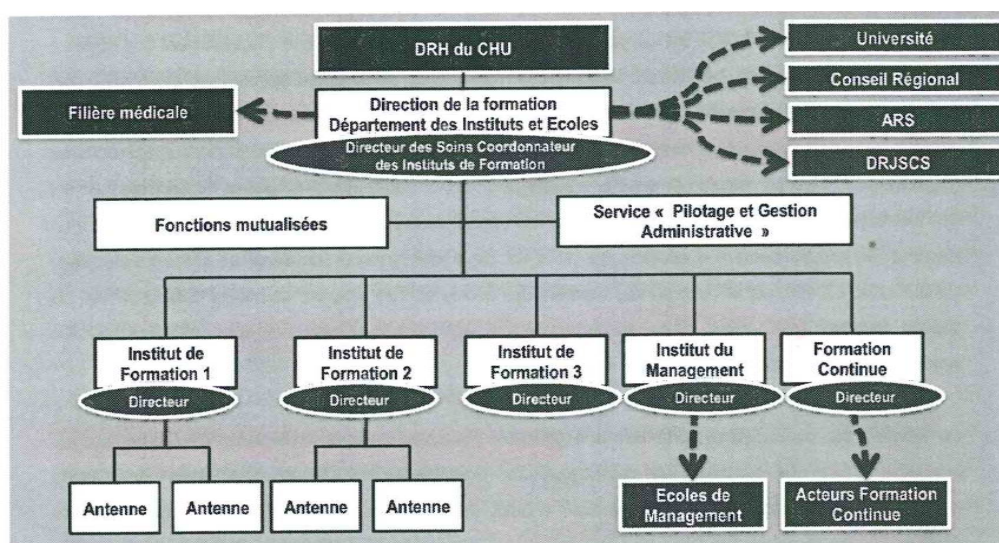 DRH du CHU
Université
Conseil Régional
ARS
DRJSCS
Filière médicale
Direction de la formation
Département des Instituts et Ecoles
Directeur des Soins Coordonnateur
des Instituts de Formation
Fonctions mutualisées
Service « Pilotage et Gestion
Administrative »
Institut de
Formation 1
Directeur
Institut de
Formation 2
Directeur
Institut de
Formation 3
Directeur
Institut du
Management
Directeur
Formation
Continue
Directeur
Antenne
Antenne
Antenne
Antenne
Ecoles de
Management
Acteurs Formation
Continue